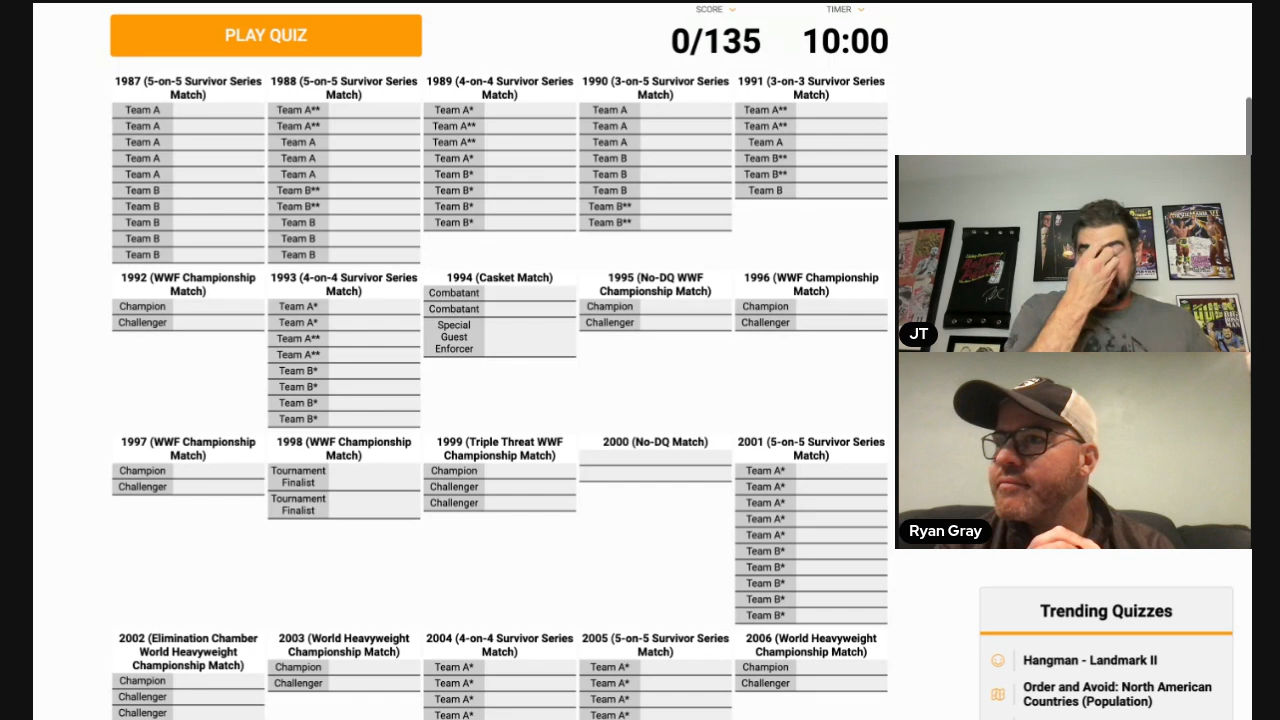 PLAY QUIZ
SCORE
TIMER
0/135
10:00
1987 (5-on-5 Survivor Series
Match)
Team A
Team A
Team A
Team A
Team A
Team B
Team B
Team B
Team B
Team B
1988 (5-on-5 Survivor Series
Match)
Team A**
Team A**
Team A
Team A
Team A
Team B**
Team B**
Team B
Team B
Team B
1989 (4-on-4 Survivor Series
Match)
Team A*
Team A**
Team A**
Team A*
Team B*
Team B*
Team B*
Team B*
1990 (3-on-5 Survivor Series
Match)
Team A
Team A
Team A
Team B
Team B
Team B
Team B**
Team B**
1991 (3-on-3 Survivor Series
Match)
Team A**
Team A**
Team A
Team B**
Team B**
Team B
1992 (WWF Championship
Match)
Champion
Challenger
1993 (4-on-4 Survivor Series
Match)
Team A*
Team A*
Team A**
Team A**
Team B*
Team B*
Team B*
Team B*
1994 (Casket Match)
Combatant
Combatant
Special
Guest
Enforcer
1995 (No-DQ WWF
Championship Match)
Champion
Challenger
1996 (WWF Championship
Match)
Champion
Challenger
JT
1997 (WWF Championship
Match)
Champion
Challenger
1998 (WWF Championship
Match)
Tournament
Finalist
Tournament
Finalist
1999 (Triple Threat WWF
Championship Match)
Champion
Challenger
Challenger
2000 (No-DQ Match)
2001 (5-on-5 Survivor Series
Match)
Team A*
Team A*
Team A*
Team A*
Team A*
Team B*
Team B*
Team B*
Team B*
Team B*
Ryan Gray
2002 (Elimination Chamber
World Heavyweight
Championship Match)
Champion
Challenger
Challenger
2003 (World Heavyweight
Championship Match)
Champion
Challenger
2004 (4-on-4 Survivor Series
Match)
Team A*
Team A*
Team A*
Team A*
2005 (5-on-5 Survivor Series
Match)
Team A*
Team A*
Team A*
Team A*
2006 (World Heavyweight
Championship Match)
Champion
Challenger
Trending Quizzes
Hangman - Landmark II
Order and Avoid: North American
Countries (Population)